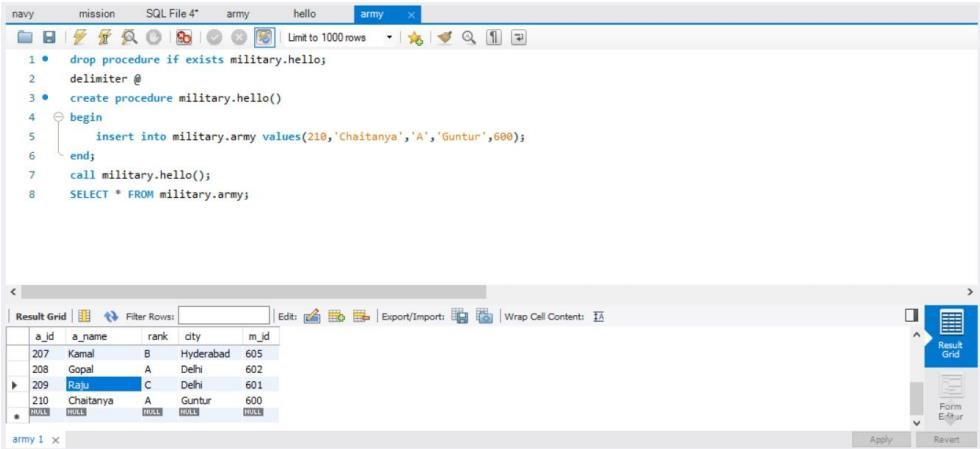 navy mission SQL File 4* army hello army ×
Limit to 1000 rows
1 drop procedure if exists military.hello;
2 delimiter @
3 create procedure military.hello()
4 begin
5 insert into military.army values(210,'Chaitanya','A','Guntur',600);
6 end;
7 call military.hello();
8 SELECT * FROM military.army;
Result Grid Filter Rows: Edit: Export/Import: Wrap Cell Content: IA
a_id a_name rank city m_id
207 Kamal B Hyderabad 605
208 Gopal A Delhi 602
209 Raju C Delhi 601
210 Chaitanya A Guntur 600
NULL NULL NULL NULL NULL
Result
Grid
Form
Editor
army 1 × Apply Revert